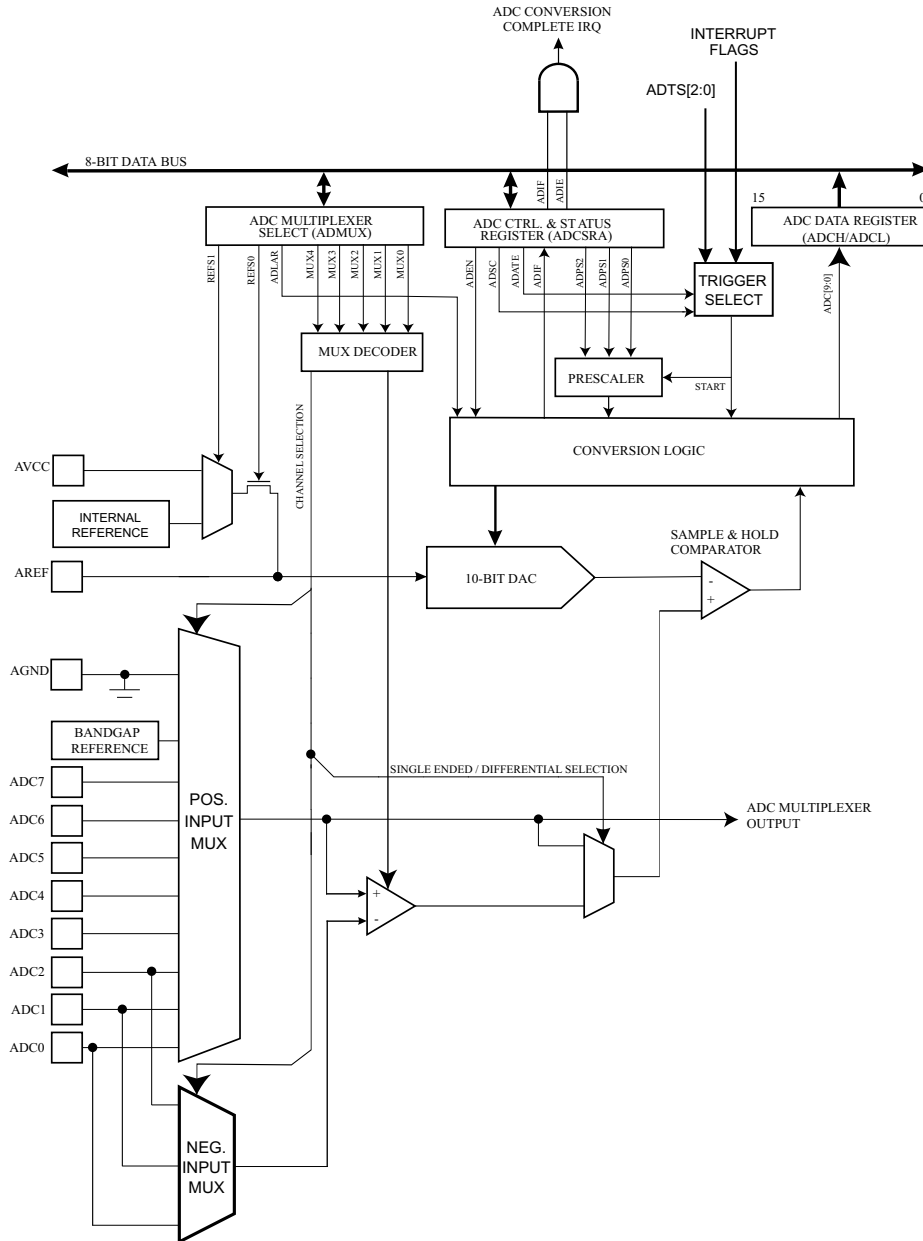 ADC CONVERSION
COMPLETE IRQ
INTERRUPT
FLAGS
ADTS[2:0]
8-BIT DATA BUS
ADIF
ADIE
15
0
ADC MULTIPLEXER
SELECT (ADMUX)
ADC CTRL. & STATUS
REGISTER (ADCSRA)
ADC DATA REGISTER
(ADCH/ADCL)
REFS1
REFS0
ADLAR
MUX4
MUX3
MUX2
MUX1
MUX0
ADEN
ADSC
ADATE
ADIF
ADPS2
ADPS1
ADPS0
TRIGGER
SELECT
ADC[9:0]
MUX DECODER
PRESCALER
START
CHANNEL SELECTION
CONVERSION LOGIC
AVCC
INTERNAL
REFERENCE
SAMPLE & HOLD
COMPARATOR
AREF
10-BIT DAC
-
+
AGND
BANDGAP
REFERENCE
SINGLE ENDED / DIFFERENTIAL SELECTION
ADC7
ADC6
ADC5
ADC4
ADC3
ADC2
ADC1
ADC0
POS.
INPUT
MUX
ADC MULTIPLEXER
OUTPUT
+
-
NEG.
INPUT
MUX